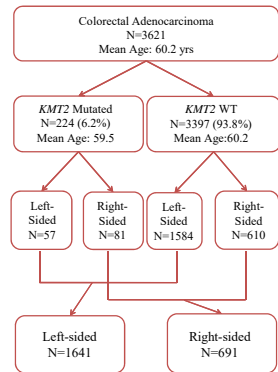 Colorectal Adenocarcinoma
N=3621
Mean Age: 60.2 yrs
KMT2 Mutated
N=224 (6.2%)
Mean Age: 59.5
KMT2 WT
N=3397 (93.8%)
Mean Age:60.2
Left-
Sided
N=57
Right-
Sided
N=81
Left-
Sided
N=1584
Right-
Sided
N=610
Left-sided
N=1641
Right-sided
N=691